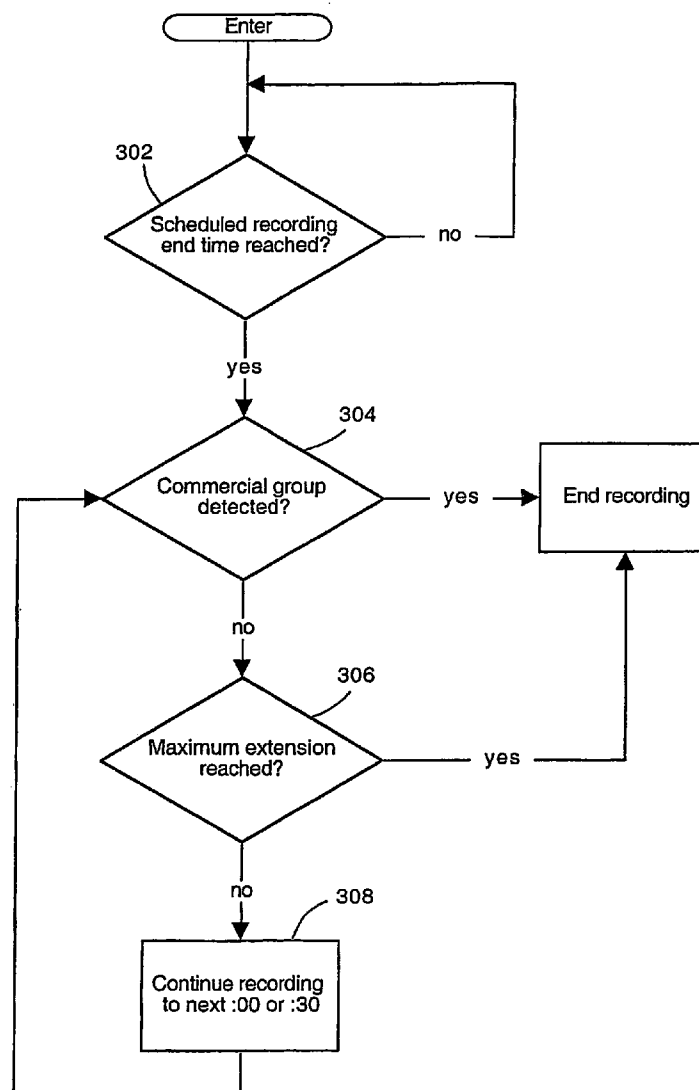 Enter
302
Scheduled recording
end time reached?
no
yes
304
Commercial group
detected?
yes
End recording
no
306
Maximum extension
reached?
yes
no
308
Continue recording
to next :00 or :30